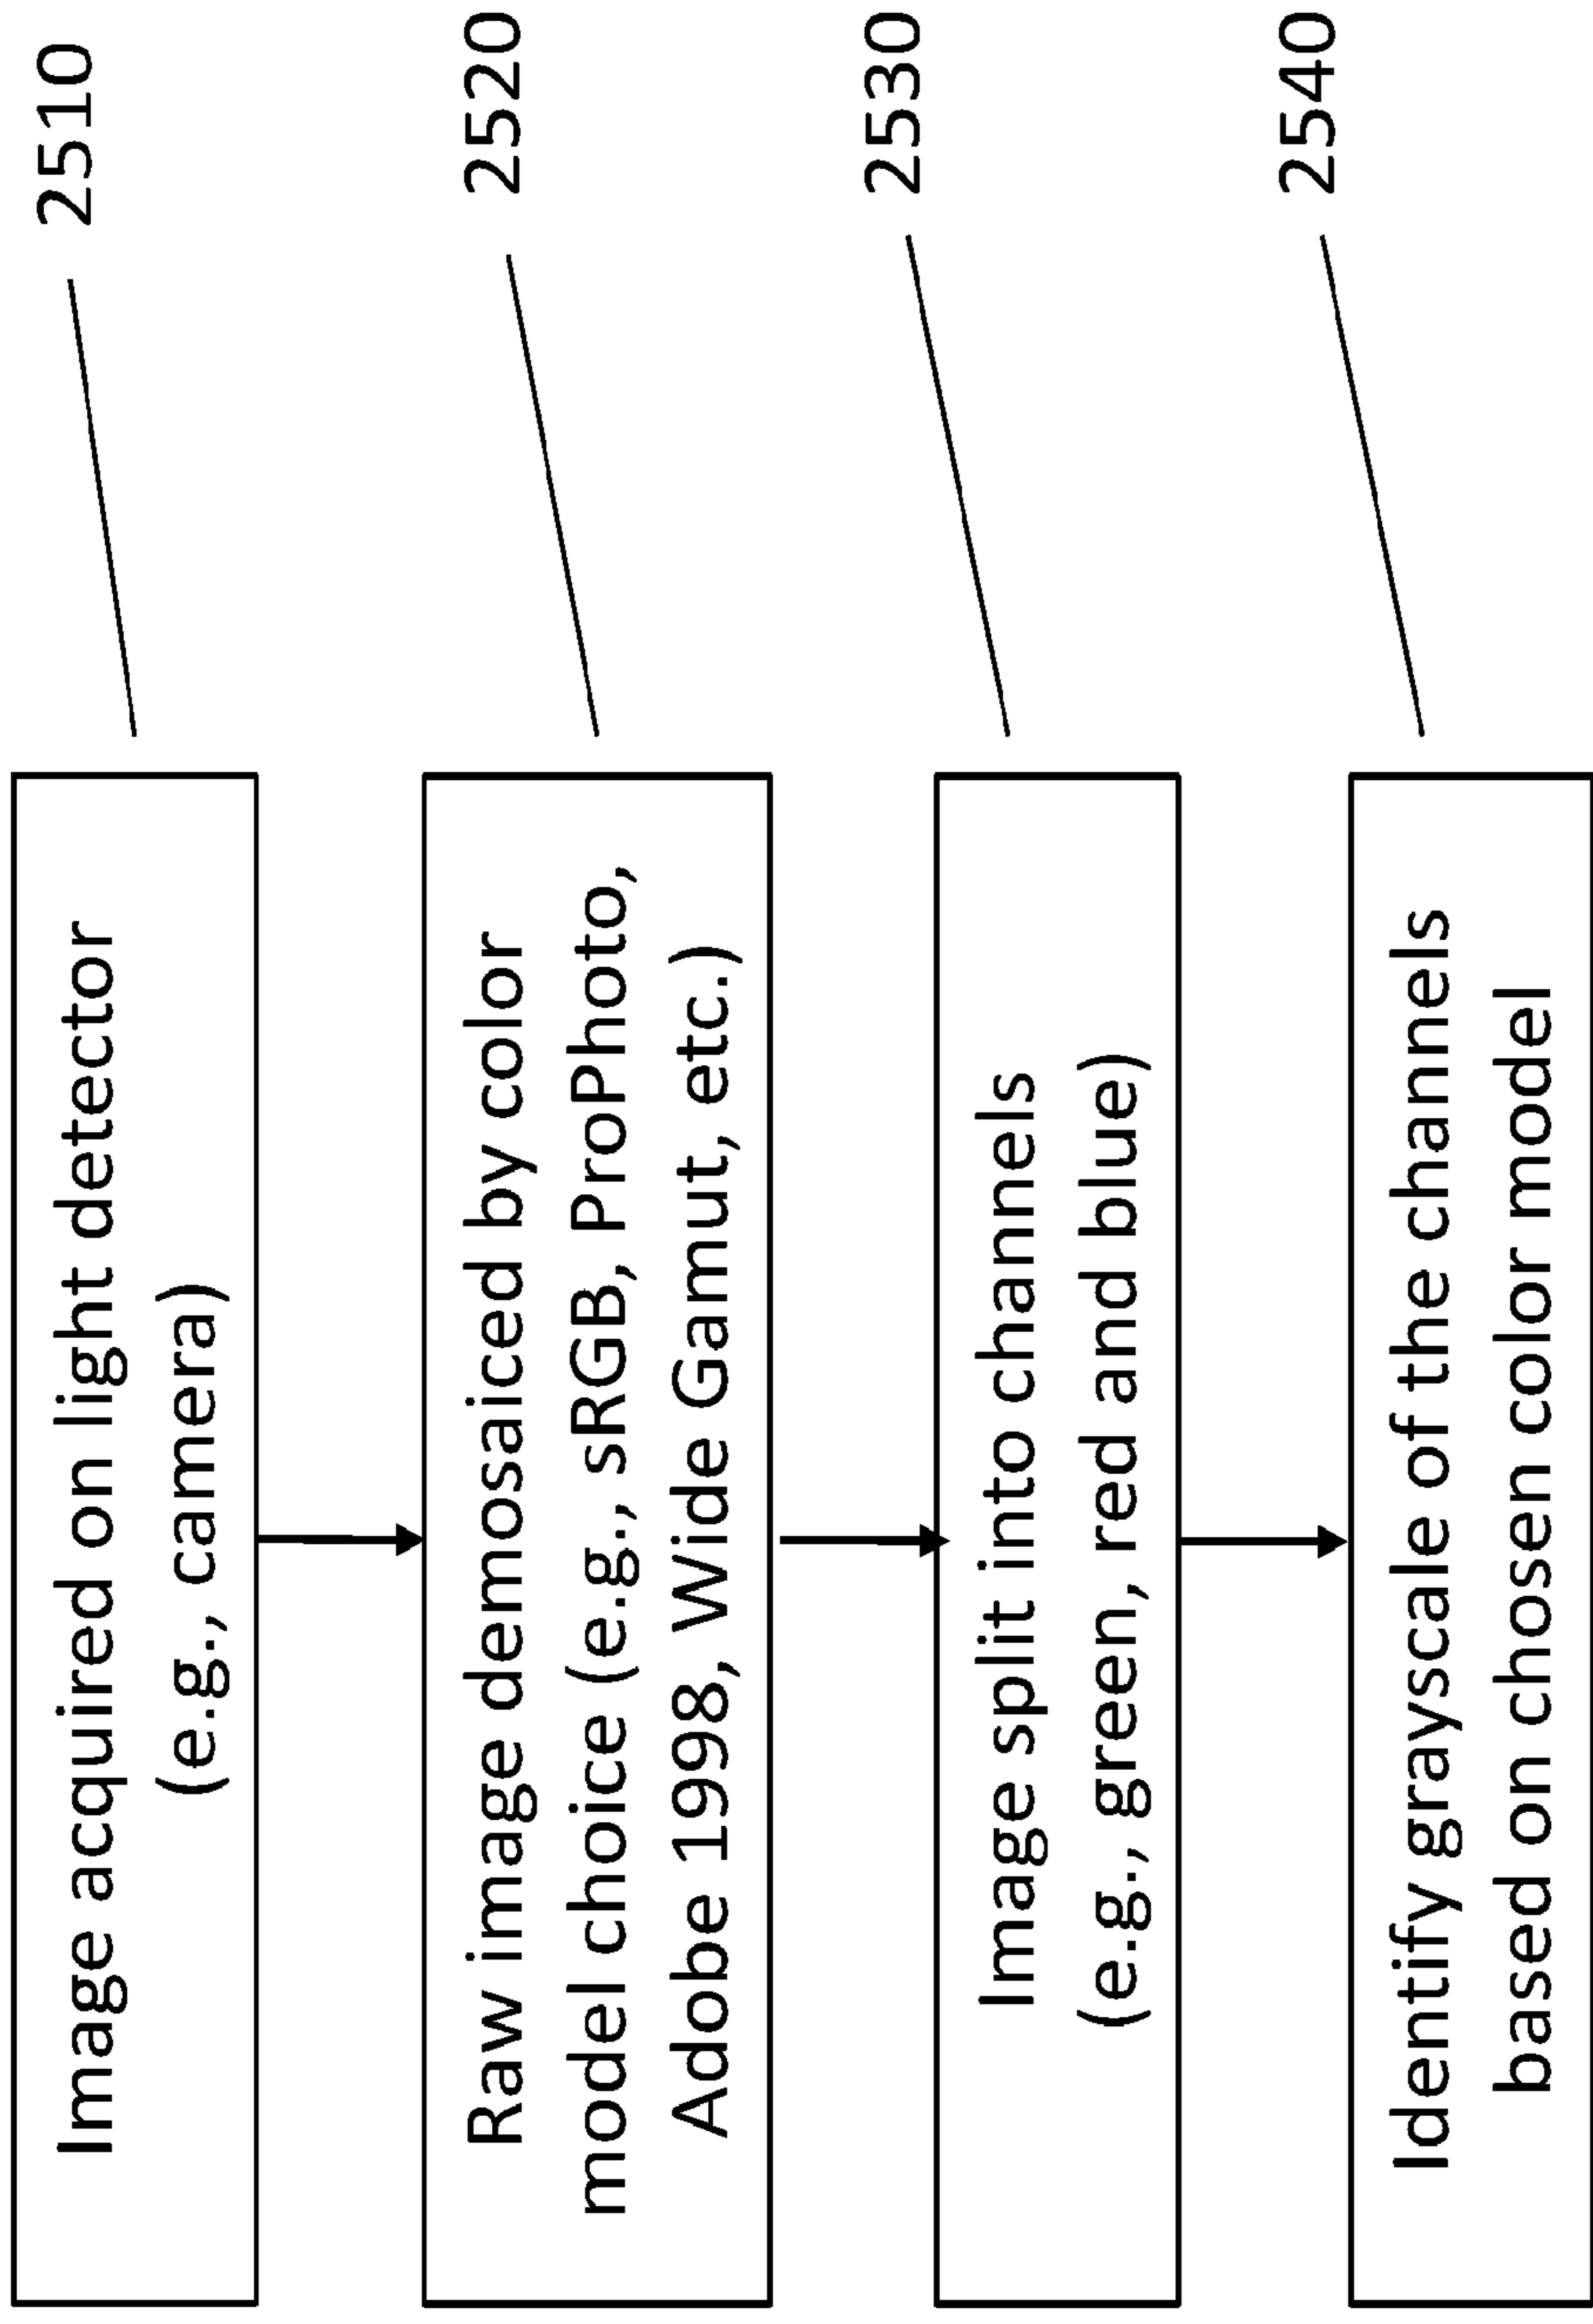 Image acquired on light detector
(e.g., camera)
2510
Raw image demosaiced by color
model choice (e.g., sRGB, ProPhoto,
Adobe 1998, Wide Gamut, etc.)
2520
Image split into channels
(e.g., green, red and blue)
2530
Identify grayscale of the channels
based on chosen color model
2540